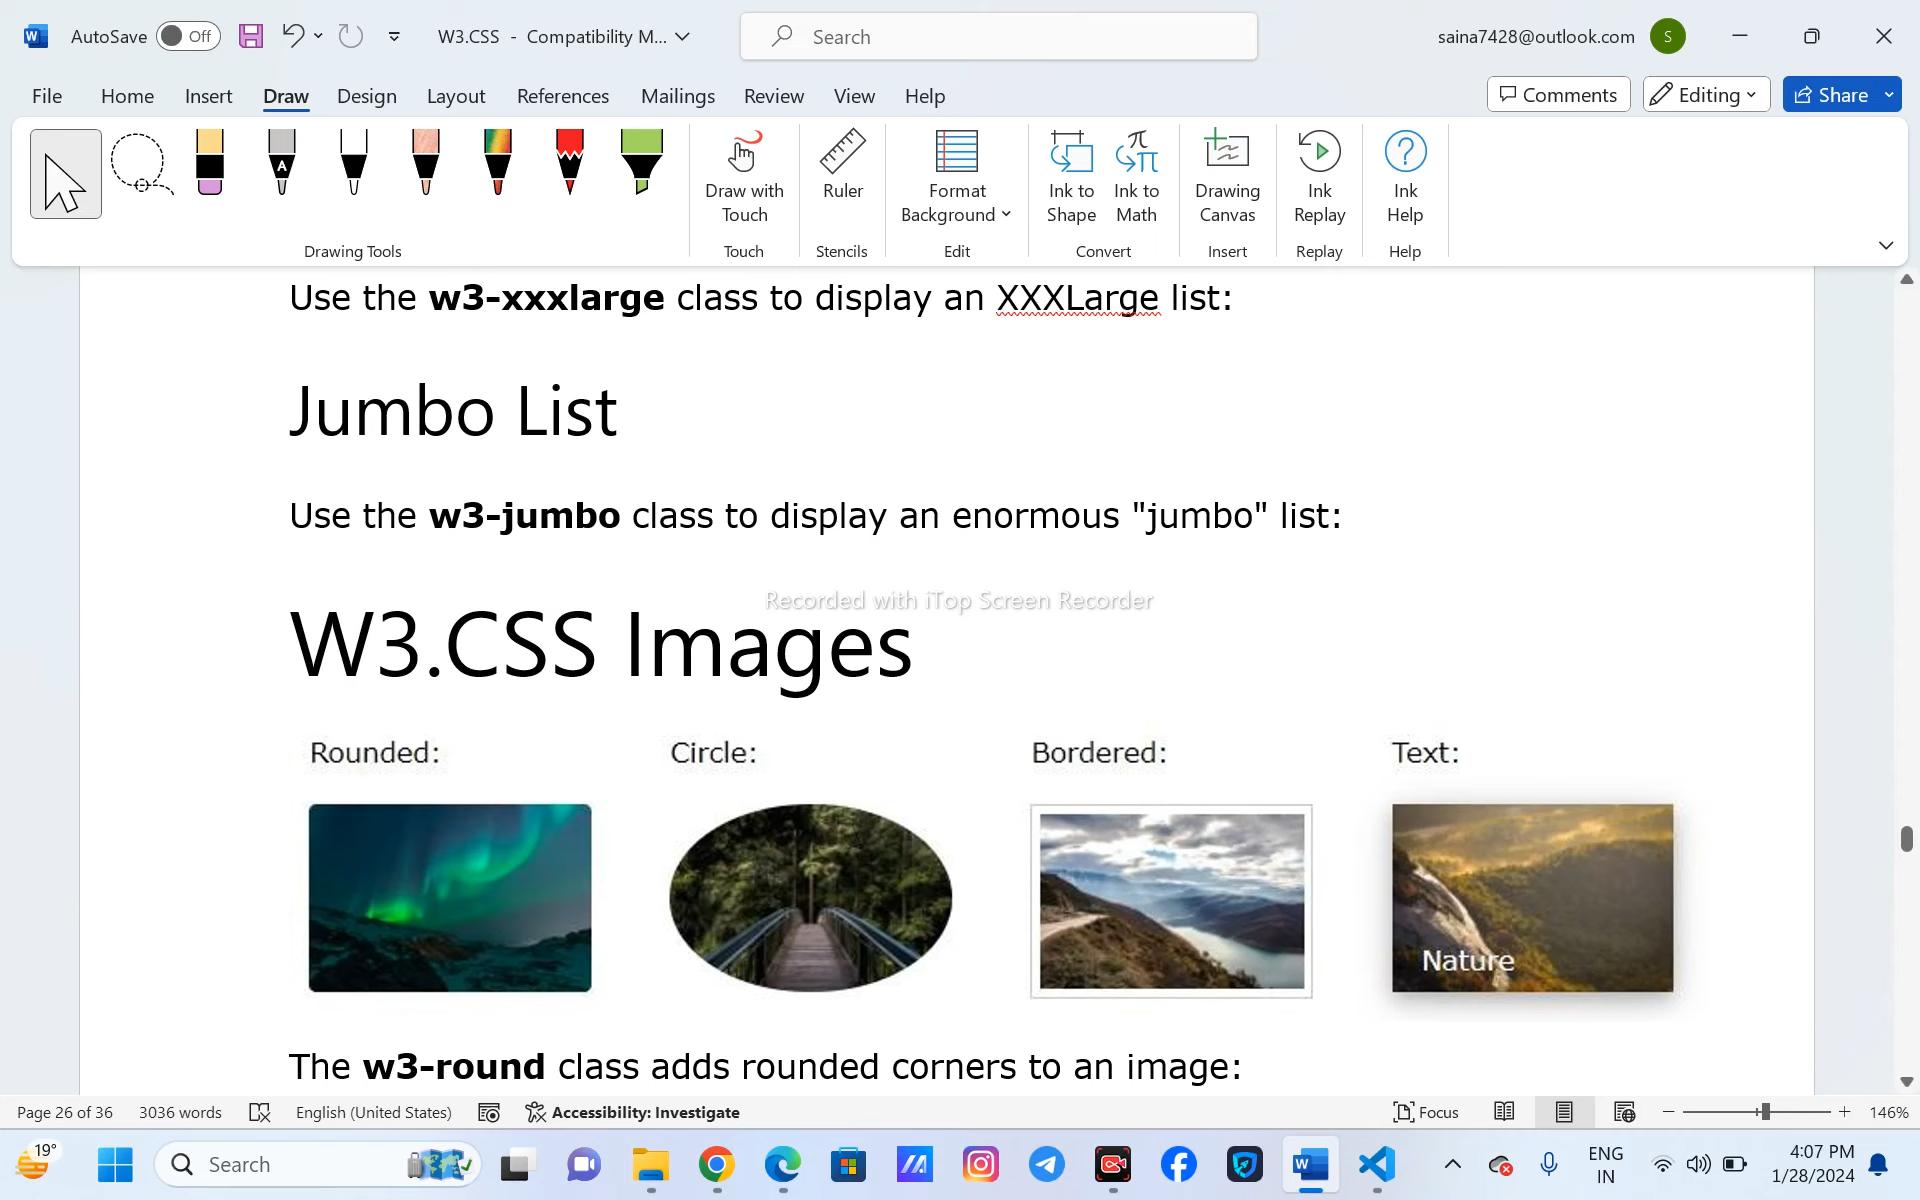 AutoSave Off W3.CSS - Compatibility M... Search saina7428@outlook.com S
File Home Insert Draw Design Layout References Mailings Review View Help Comments Editing Share
A
Draw with Touch
Ruler
Format Background
Ink to Shape
Ink to Math
Drawing Canvas
Ink Replay
Ink Help
Drawing Tools Touch Stencils Edit Convert Insert Replay Help
Use the w3-xxxlarge class to display an XXXLarge list:
Jumbo List
Use the w3-jumbo class to display an enormous "jumbo" list:
Recorded with iTop Screen Recorder
W3.CSS Images
Rounded: Circle: Bordered: Text:
Nature
The w3-round class adds rounded corners to an image:
Page 26 of 36 3036 words English (United States) Accessibility: Investigate Focus 146%
19° Search ENG IN 4:07 PM 1/28/2024